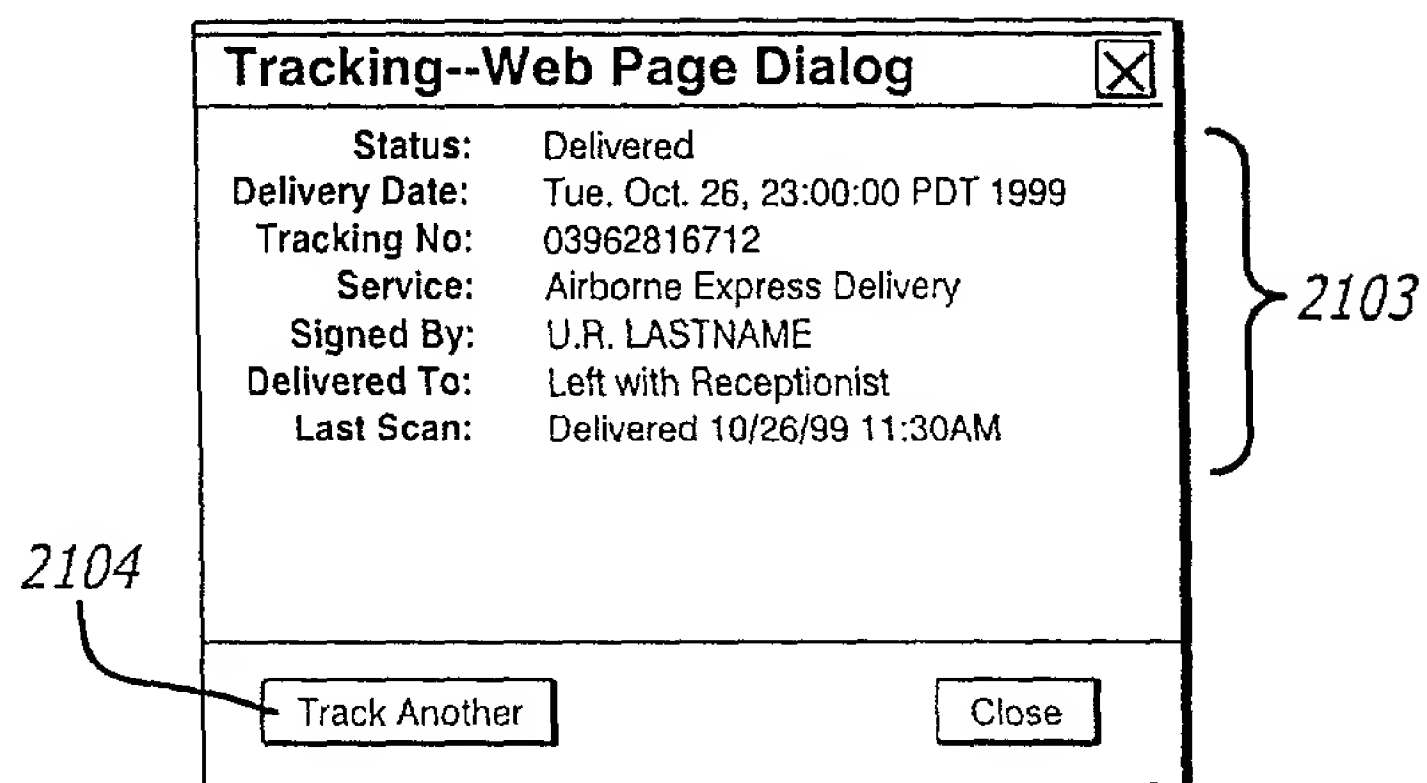 Tracking--Web Page Dialog
Status: Delivered
Delivery Date: Tue. Oct. 26, 23:00:00 PDT 1999
Tracking No: 03962816712
Service: Airborne Express Delivery
Signed By: U.R. LASTNAME
Delivered To: Left with Receptionist
Last Scan: Delivered 10/26/99 11:30AM
2103
2104
Track Another Close